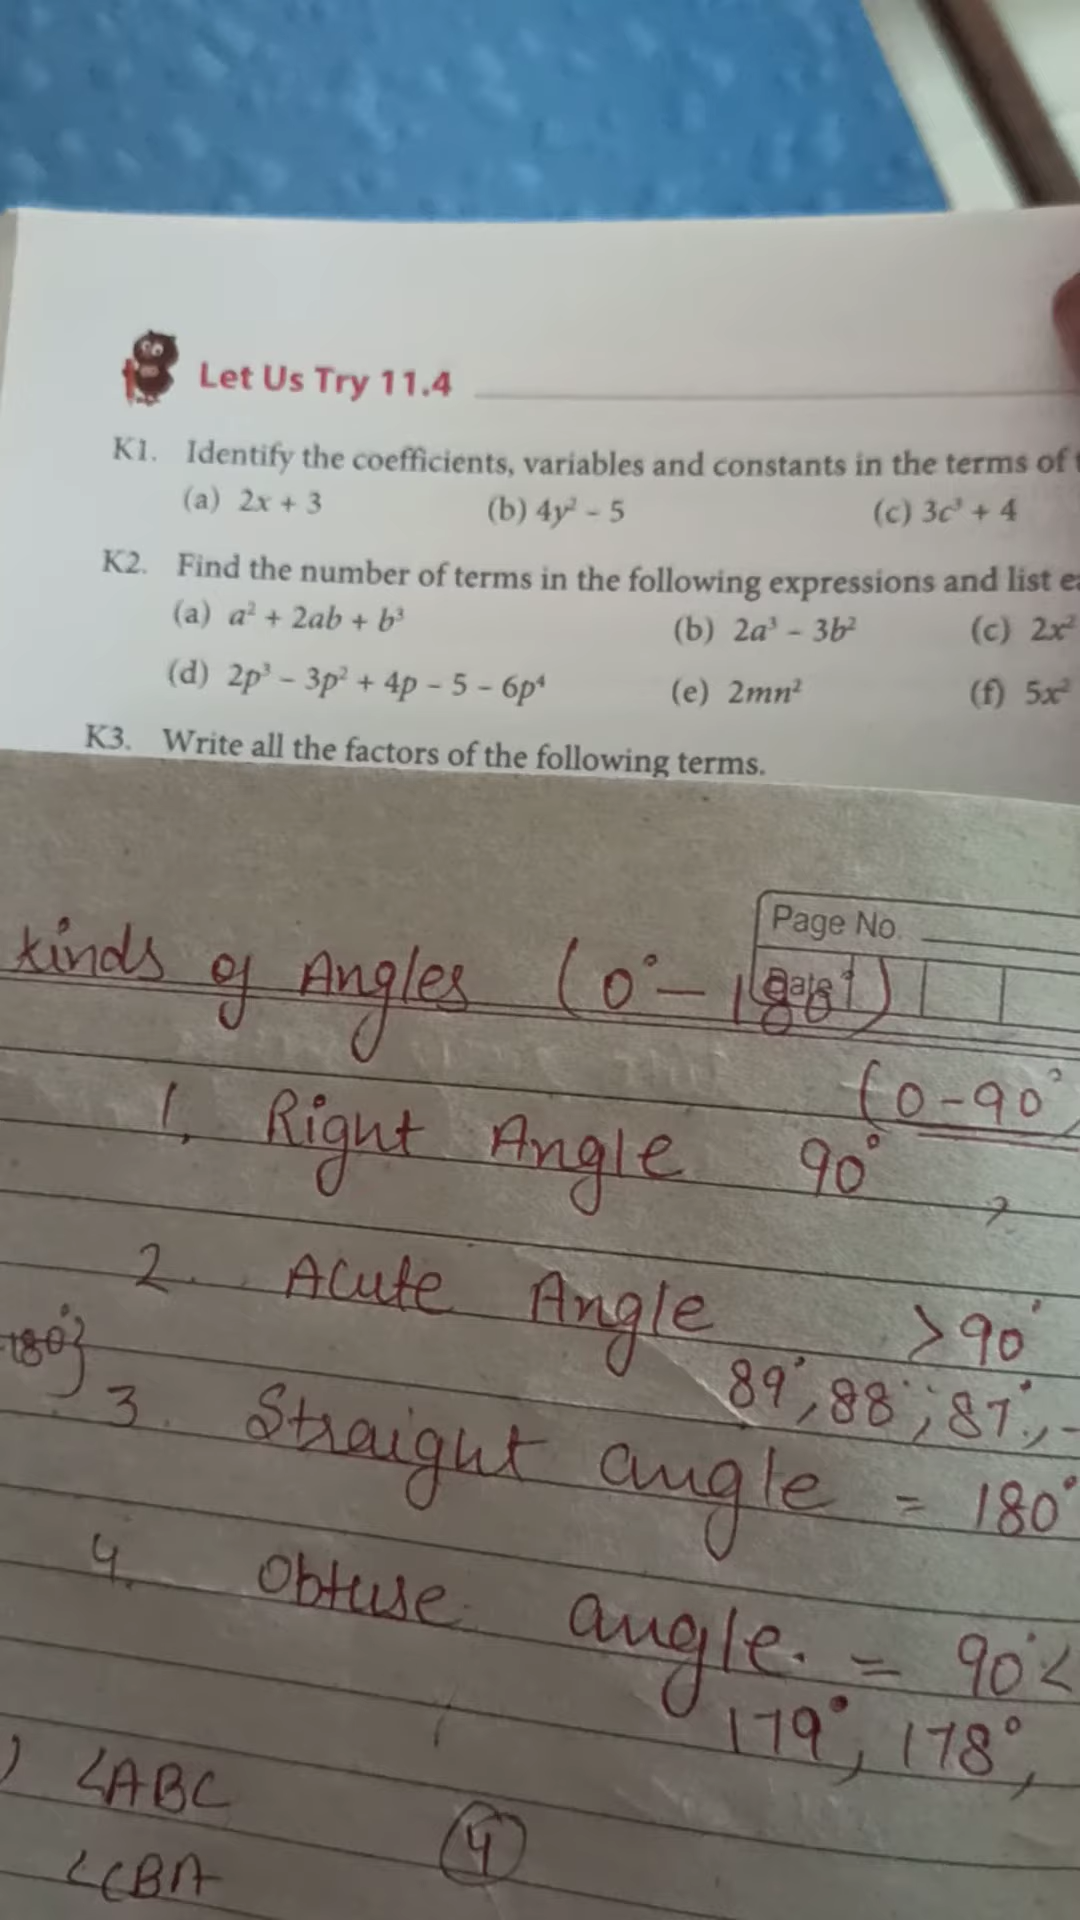 Let Us Try 11.4
K1. Identify the coefficients, variables and constants in the terms of
(a) 2x + 3 (b) 4y² - 5 (c) 3c³ + 4
K2. Find the number of terms in the following expressions and list
(a) a² + 2ab + b³ (b) 2a³ - 3b² (c) 2x²
(d) 2p³ - 3p² + 4p - 5 - 6p⁴ (e) 2mn² (f) 5x²
K3. Write all the factors of the following terms.
Page No.
Date
Kinds of Angles (0° - 180°)
(0-90°)
1. Right Angle 90°
2. Acute Angle >90°
180°}
89°, 88°, 87°, -
3. Straight angle = 180°
4. Obtuse angle. = 90°<
179°, 178°,
) <ABC
4
<CBA